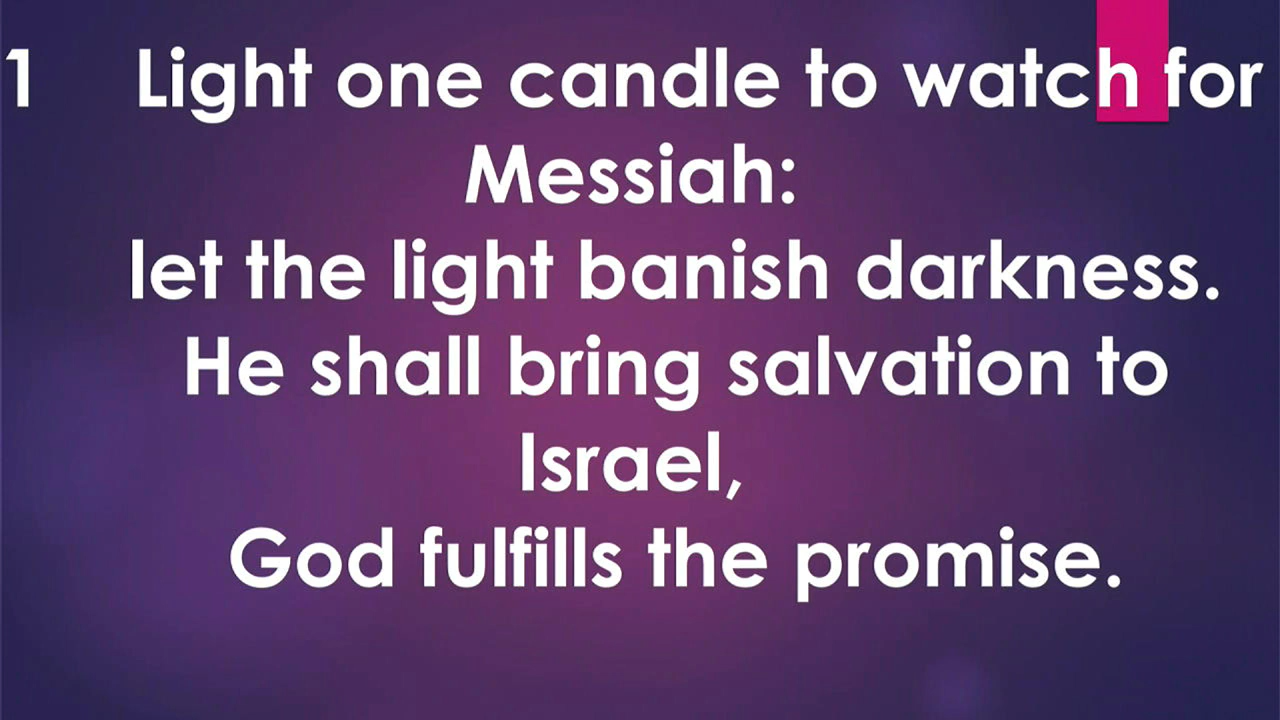 1 Light one candle to watch for
Messiah:
let the light banish darkness.
He shall bring salvation to
Israel,
God fulfills the promise.